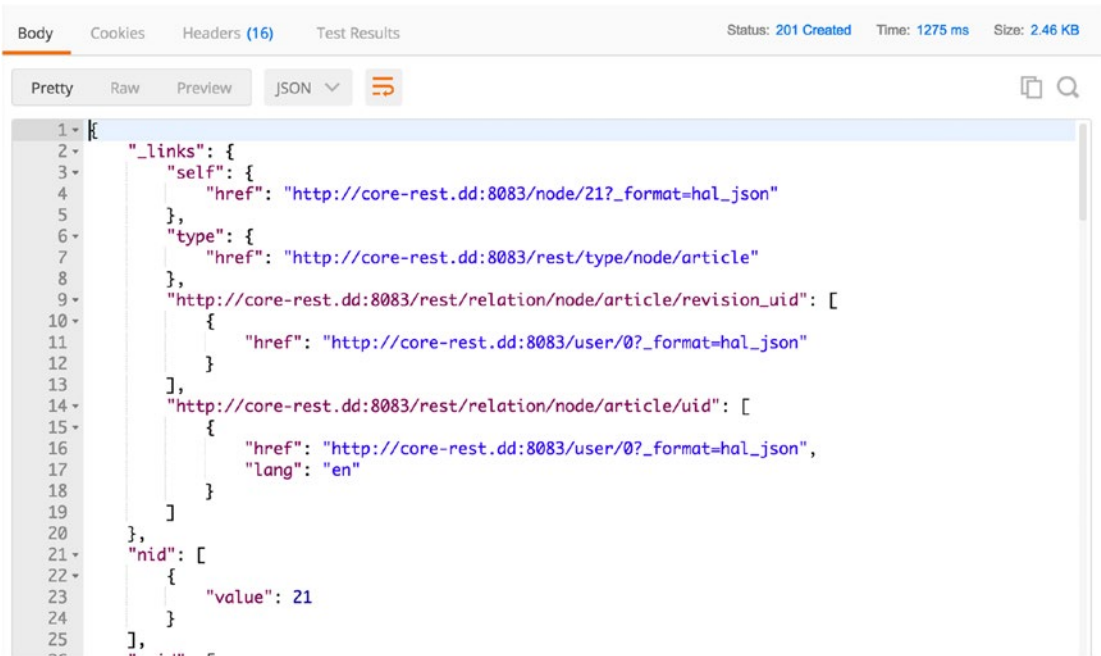 Body Cookies Headers (16) Test Results Status: 201 Created Time: 1275 ms Size: 2.46 KB
Pretty Raw Preview JSON
1 {
2 "_links": {
3 "self": {
4 "href": "http://core-rest.dd:8083/node/21?_format=hal_json"
5 },
6 "type": {
7 "href": "http://core-rest.dd:8083/rest/type/node/article"
8 },
9 "http://core-rest.dd:8083/rest/relation/node/article/revision_uid": [
10 {
11 "href": "http://core-rest.dd:8083/user/0?_format=hal_json"
12 }
13 ],
14 "http://core-rest.dd:8083/rest/relation/node/article/uid": [
15 {
16 "href": "http://core-rest.dd:8083/user/0?_format=hal_json",
17 "lang": "en"
18 }
19 ]
20 },
21 "nid": [
22 {
23 "value": 21
24 }
25 ],